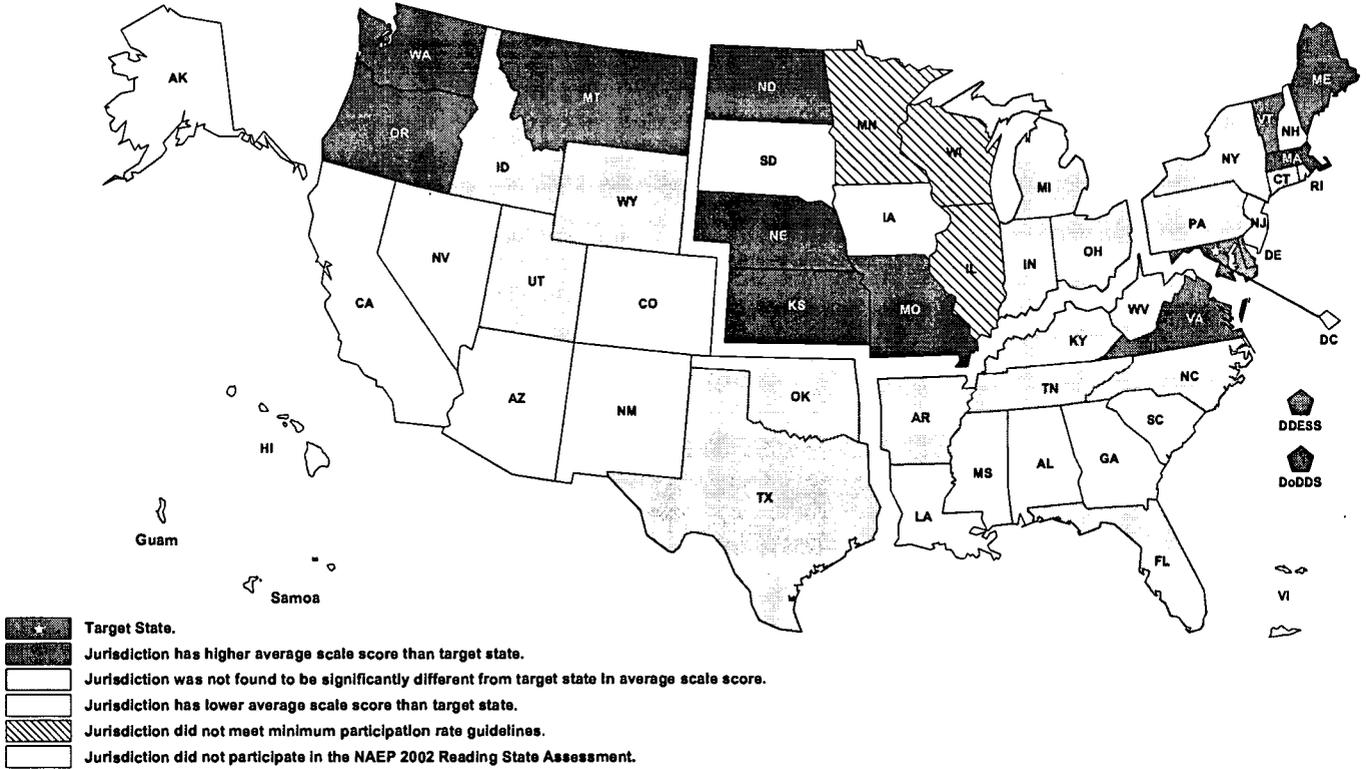 AK
WA
MT
ND
ME
OR
MN
VT
NH
ID
SD
WI
NY
MA
WY
MI
CT
RI
IA
NE
PA
NJ
NV
OH
DE
UT
IN
IL
CA
CO
KS
MO
WV
VA
KY
DC
NC
TN
AZ
NM
OK
AR
SC
DDESS
HI
MS
AL
GA
DoDDS
TX
LA
Guam
FL
Samoa
VI
Target State.
Jurisdiction has higher average scale score than target state.
Jurisdiction was not found to be significantly different from target state in average scale score.
Jurisdiction has lower average scale score than target state.
Jurisdiction did not meet minimum participation rate guidelines.
Jurisdiction did not participate in the NAEP 2002 Reading State Assessment.